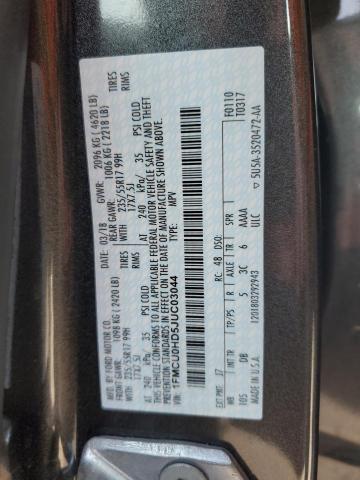 MFD. BY FORD MOTOR CO.
DATE: 03/18 GVWR: 2096 KG ( 4620 LB)
FRONT GAWR: 1098 KG ( 2420 LB) REAR GAWR: 1006 KG ( 2218 LB)
WITH 235/55R17 99H TIRES WITH 235/55R17 99H TIRES
17X7.5J RIMS 17X7.5J RIMS
AT 240 kPa/ 35 PSI COLD AT 240 kPa/ 35 PSI COLD
THIS VEHICLE CONFORMS TO ALL APPLICABLE FEDERAL MOTOR VEHICLE SAFETY AND THEFT
PREVENTION STANDARDS IN EFFECT ON THE DATE OF MANUFACTURE SHOWN ABOVE.
VIN: 1FMCU0HD5JUC03044 TYPE: MPV
F0110
T0317
EXT PNT: J7 RC: 48 DSO:
INT TR TP/PS R AXLE TR SPR
105 DB 5 3C 6 AAAA
ULC
MADE IN U.S.A. 1201803292943 5U5A-3520472-AA